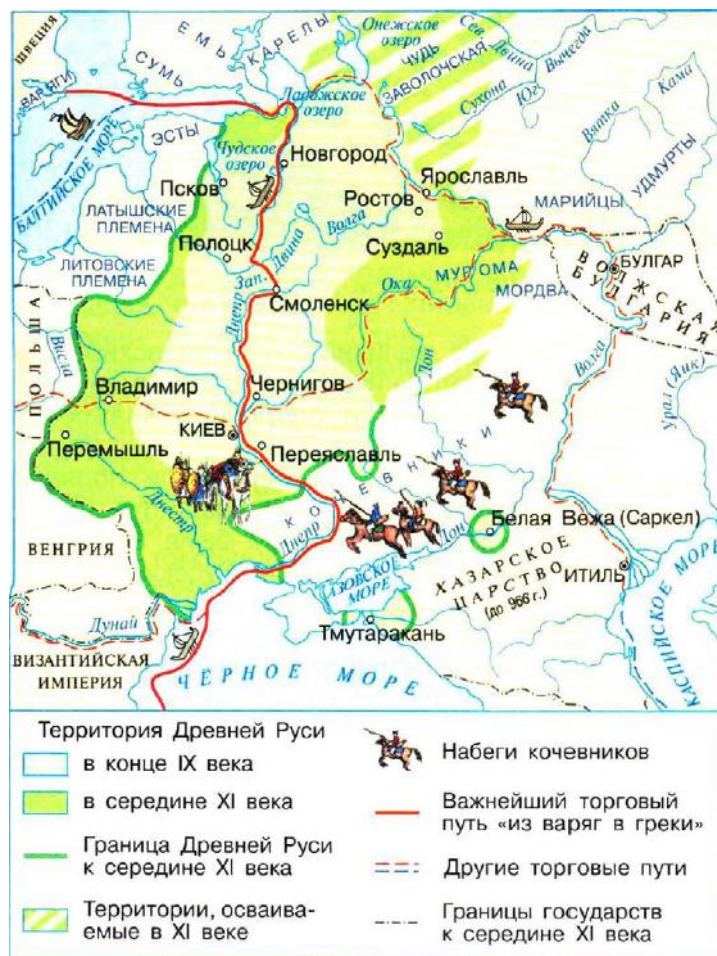 ШВЕЦИЯ
СУМЬ
ЕМЬ
КАРЕЛЫ
Онежское
озеро
ЧУДЬ
ЗАВОЛОЧСКАЯ
Сев. Двина
Вычегда
Сухона
Юг
Кама
Вятка
УДМУРТЫ
ВАРЯГИ
Ладожское
озеро
БАЛТИЙСКОЕ МОРЕ
ЭСТЫ
Чудское
озеро
Новгород
Псков
Ярославль
Ростов
Суздаль
МАРИЙЦЫ
ЛАТЫШСКИЕ
ПЛЕМЕНА
Полоцк
Волга
Зап. Двина
ЛИТОВСКИЕ
ПЛЕМЕНА
Днепр
Смоленск
Ока
МУРОМА
МОРДВА
БУЛГАР
ВОЛЖСКАЯ
БУЛГАРИЯ
ПОЛЬША
Висла
Дон
Волга
Урал (Яик)
Владимир
Чернигов
КИЕВ
Перемышль
Переяславль
КОЧЕВНИКИ
Днестр
Днепр
Дон
Белая Вежа (Саркел)
ВЕНГРИЯ
АЗОВСКОЕ
МОРЕ
ХАЗАРСКОЕ
ЦАРСТВО
(до 966 г.)
ИТИЛЬ
Тмутаракань
Дунай
ВИЗАНТИЙСКАЯ
ИМПЕРИЯ
ЧЁРНОЕ МОРЕ
КАСПИЙСКОЕ МОРЕ
Территория Древней Руси
в конце IX века
в середине XI века
Граница Древней Руси
к середине XI века
Территории, осваива-
емые в XI веке
Набеги кочевников
Важнейший торговый
путь «из варяг в греки»
Другие торговые пути
Границы государств
к середине XI века